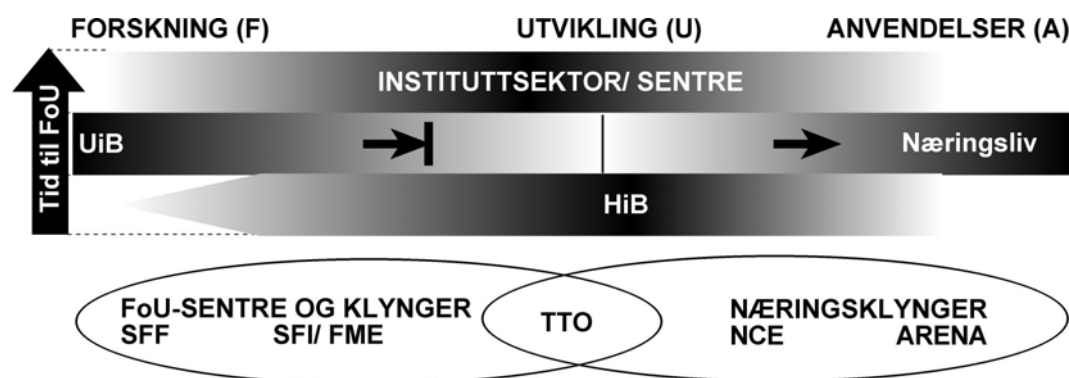 FORSKNING (F) UTVIKLING (U) ANVENDELSER (A)
INSTITUTTSEKTOR/ SENTRE
Tid til FoU
UiB Næringsliv
HiB
FoU-SENTRE OG KLYNGER
SFF SFI/ FME
TTO
NÆRINGSKLYNGER
NCE ARENA